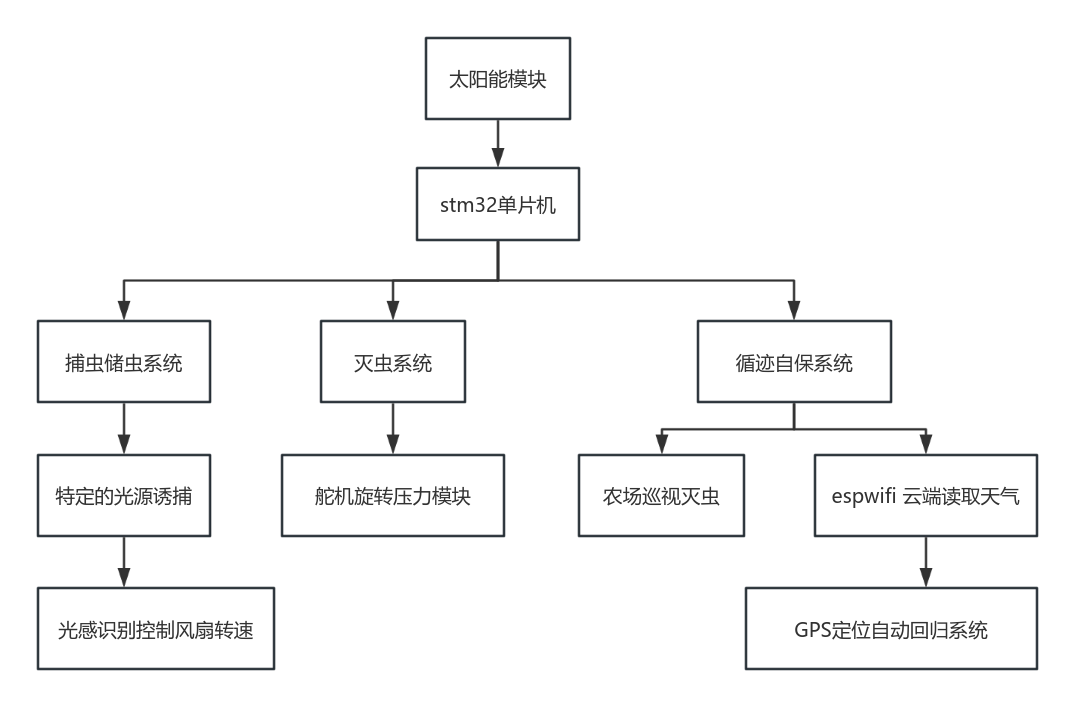 太阳能模块
stm32单片机
捕虫储虫系统
灭虫系统
循迹自保系统
特定的光源诱捕
舵机旋转压力模块
农场巡视灭虫
espwifi 云端读取天气
光感识别控制风扇转速
GPS定位自动回归系统